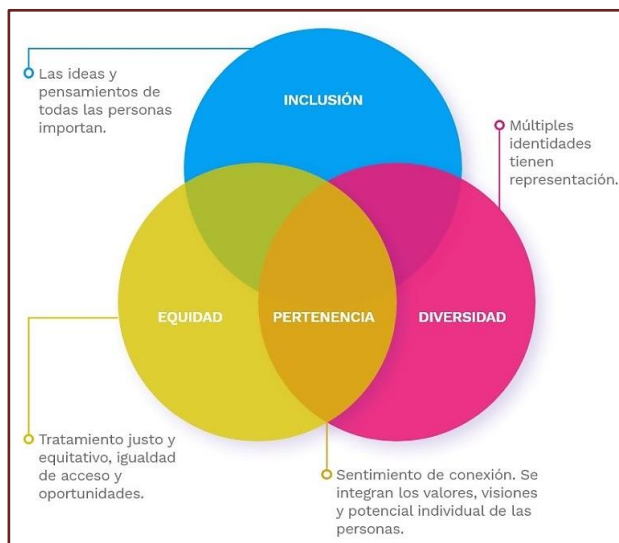 Las ideas y
pensamientos de
todas las personas
importan.
INCLUSIÓN
Múltiples
identidades
tienen
representación.
EQUIDAD
PERTENENCIA
DIVERSIDAD
Tratamiento justo y
equitativo, igualdad
de acceso y
oportunidades.
Sentimiento de conexión. Se
integran los valores, visiones
y potencial individual de las
personas.